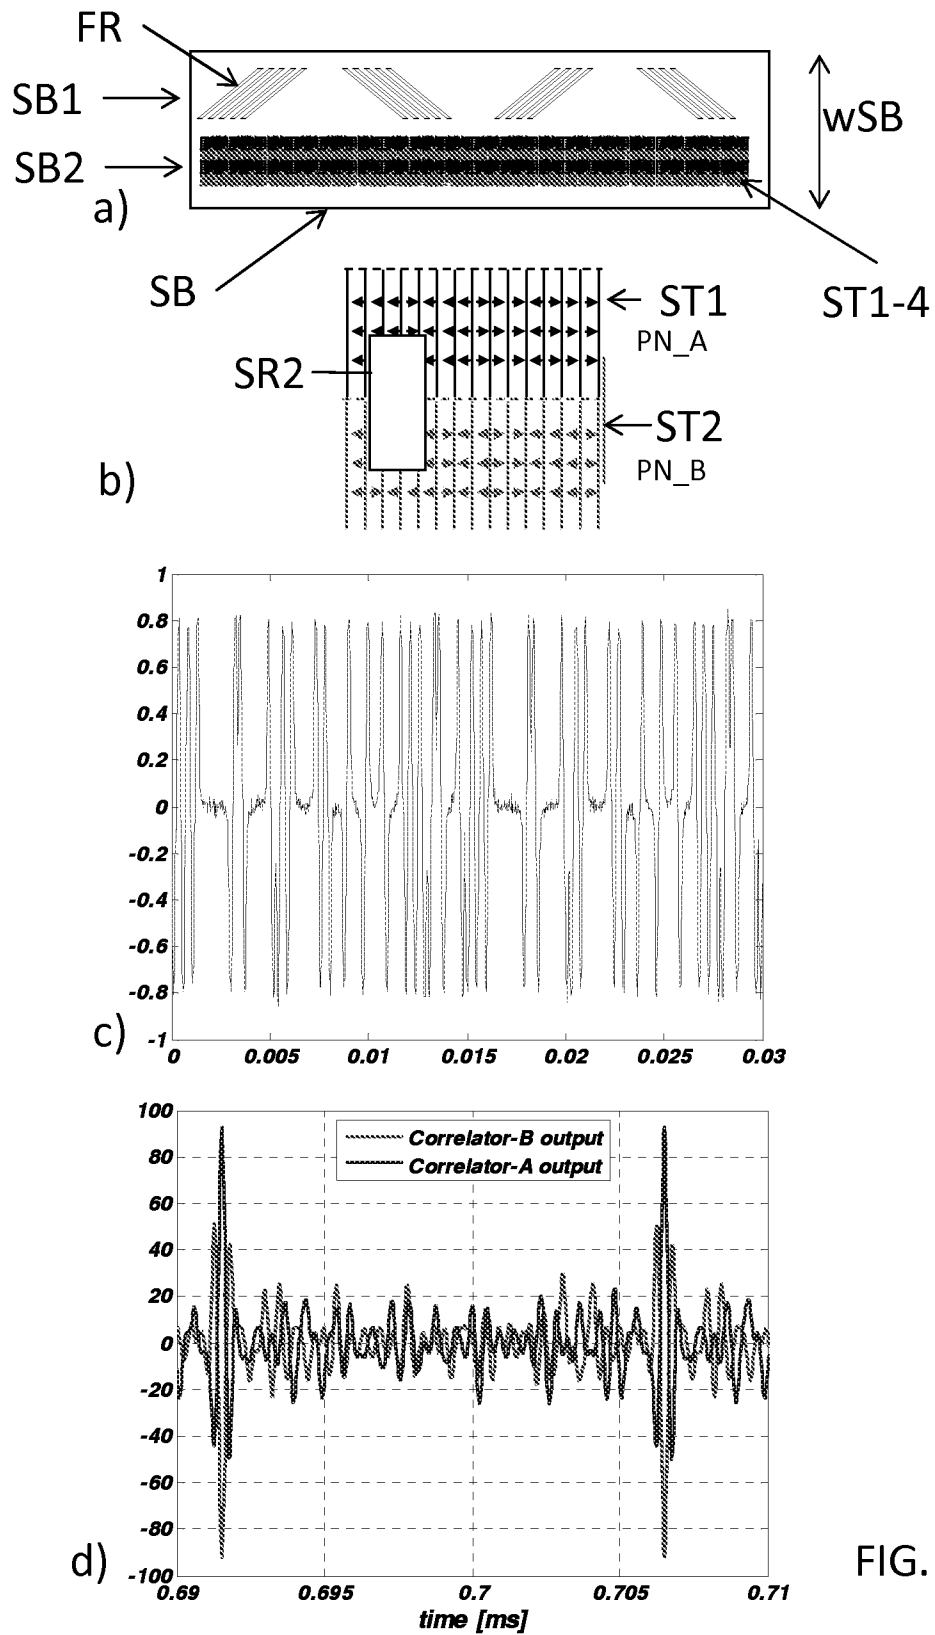 FR
SB1
wSB
SB2
a)
SB
ST1-4
ST1
PN_A
SR2
ST2
PN_B
b)
1
0.8
0.6
0.4
0.2
0
-0.2
-0.4
-0.6
-0.8
-1
c)
0 0.005 0.01 0.015 0.02 0.025 0.03
100
80
60
40
20
0
-20
-40
-60
-80
-100
Correlator-B output
Correlator-A output
d)
FIG.
0.69 0.695 0.7 0.705 0.71
time [ms]